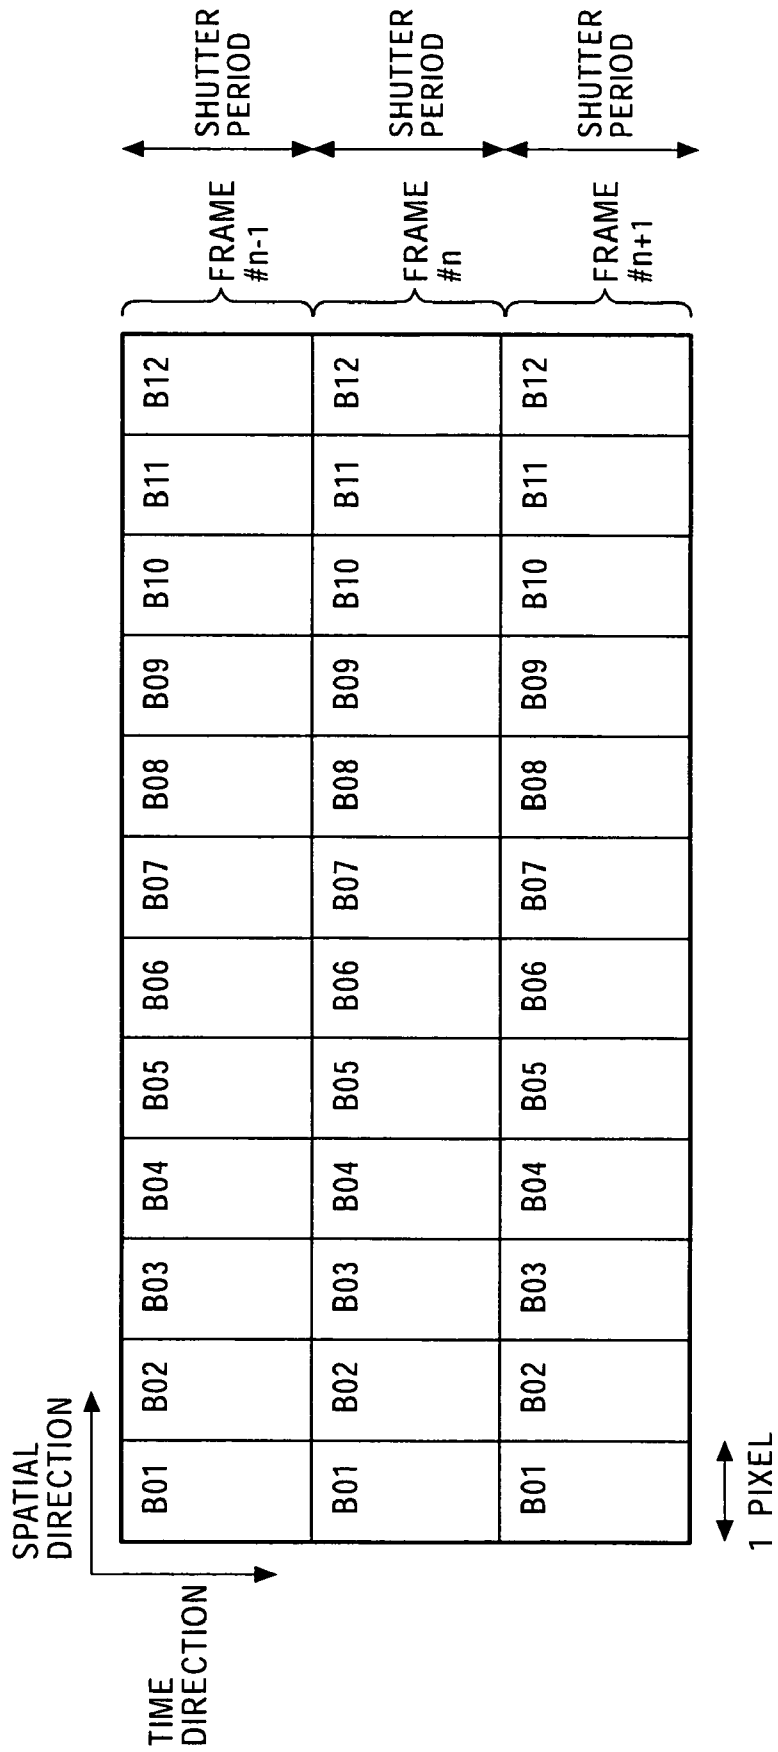 SPATIAL
DIRECTION
TIME
DIRECTION
B01 B02 B03 B04 B05 B06 B07 B08 B09 B10 B11 B12
FRAME
#n-1
SHUTTER
PERIOD
B01 B02 B03 B04 B05 B06 B07 B08 B09 B10 B11 B12
FRAME
#n
SHUTTER
PERIOD
B01 B02 B03 B04 B05 B06 B07 B08 B09 B10 B11 B12
FRAME
#n+1
SHUTTER
PERIOD
1 PIXEL